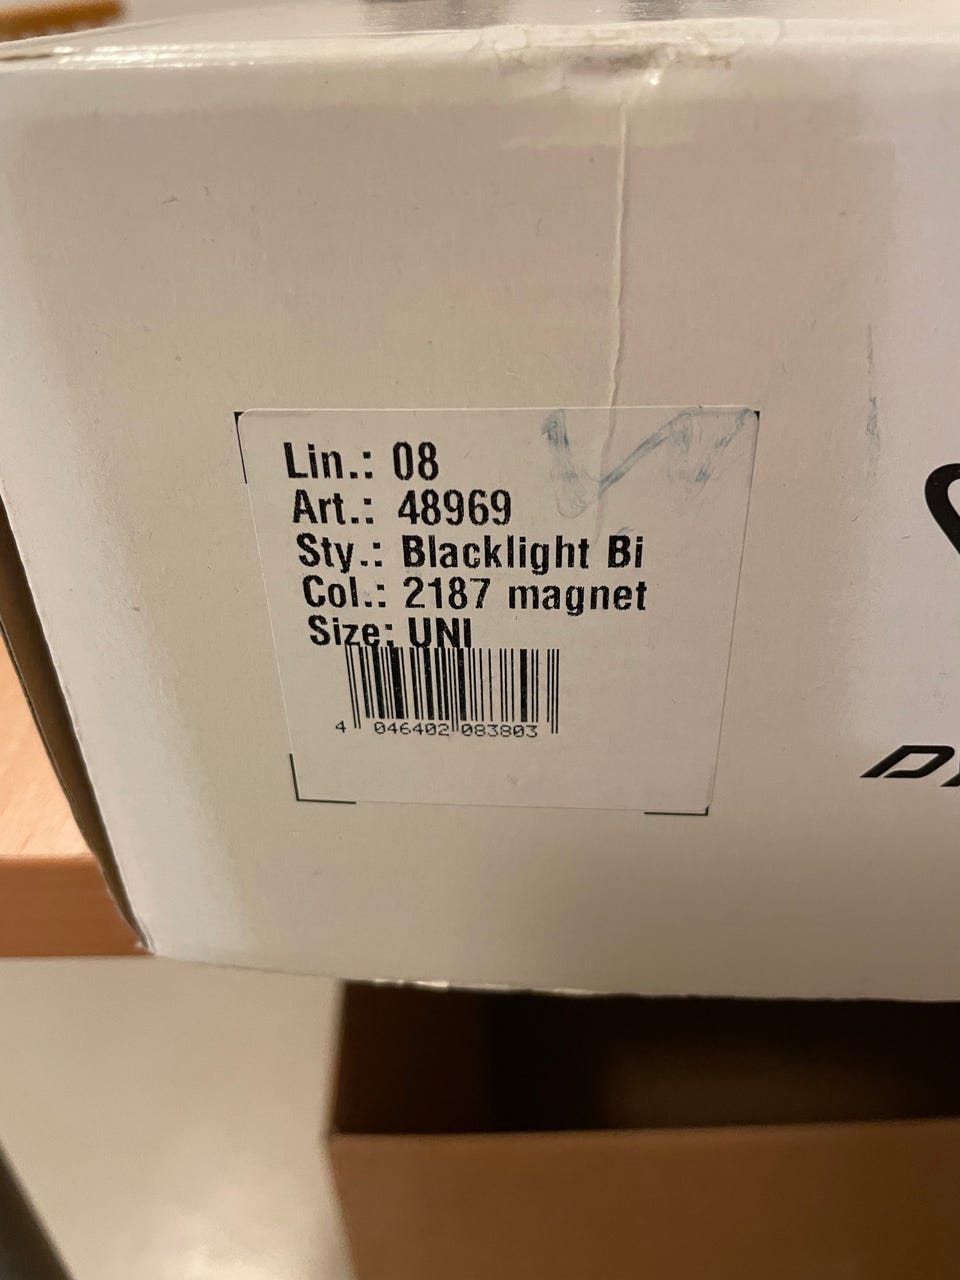 Lin.: 08
Art.: 48969
Sty.: Blacklight Bi
Col.: 2187 magnet
Size: UNI
4 046402 083803